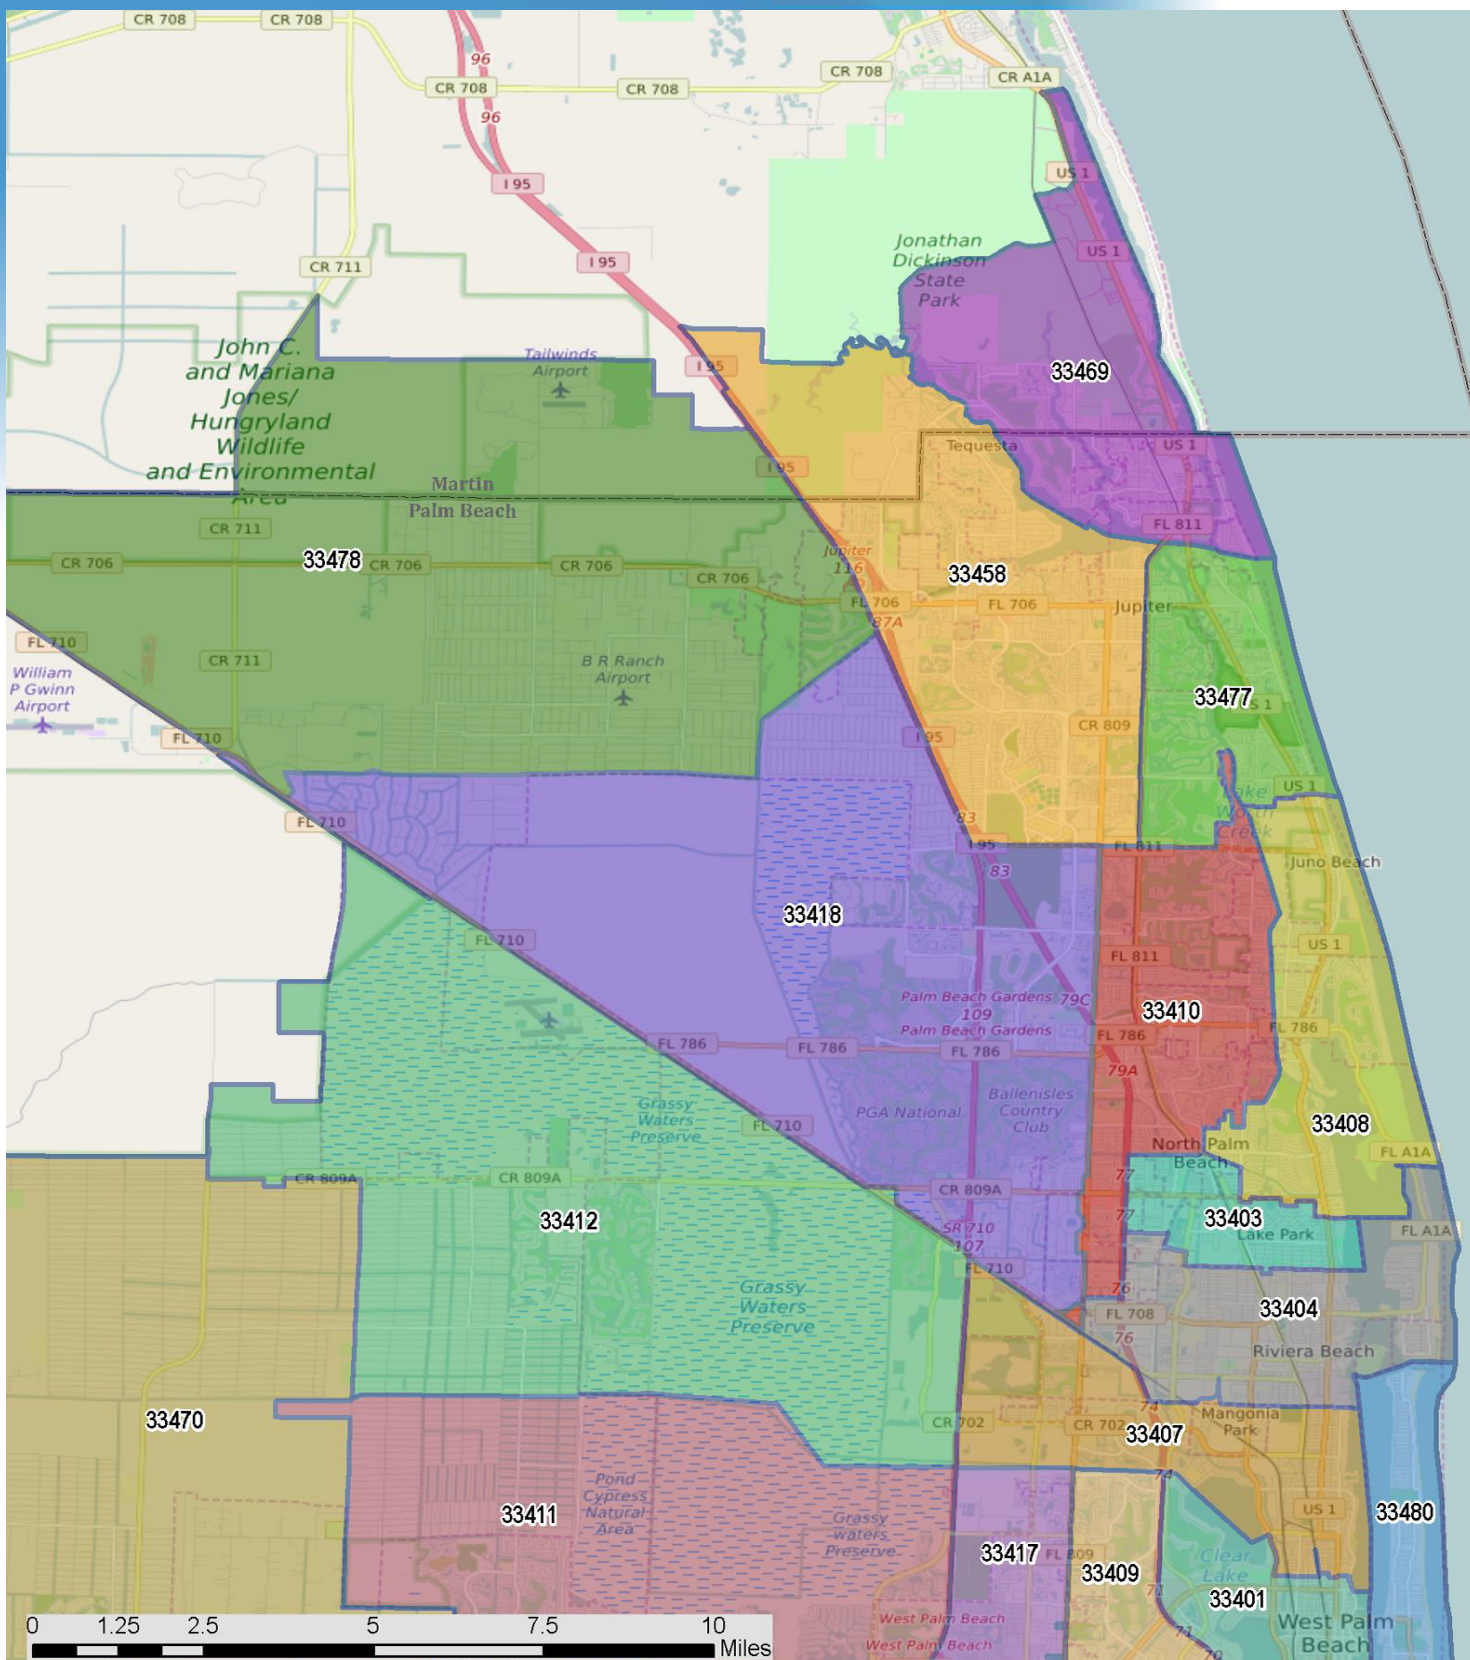 CR 708
CR 708
96
CR 708
CR 708
CR 708
CR A1A
96
I 95
US 1
Jonathan
Dickinson
State
Park
US 1
I 95
CR 711
John C.
and Mariana
Jones/
Hungryland
Wildlife
and Environmental
Area
Tailwinds
Airport
I 95
33469
Tequesta
US 1
I 95
Martin
Palm Beach
CR 711
FL 811
CR 706
33478
CR 706
CR 706
CR 706
Jupiter
116
33458
FL 706
FL 706
Jupiter
87A
FL 710
CR 711
B R Ranch
Airport
William
P Gwinn
Airport
33477
US 1
FL 710
I 95
CR 809
US 1
Lake
Worth
Creek
FL 710
83
I 95
FL 811
83
Juno Beach
33418
FL 710
US 1
FL 811
Palm Beach Gardens
109
Palm Beach Gardens
79C
33410
FL 786
FL 786
FL 786
FL 786
FL 786
79A
Grassy
Waters
Preserve
PGA National
Ballenisles
Country
Club
FL 710
33408
North Palm
Beach
FL A1A
CR 809A
CR 809A
CR 809A
77
33412
77
33403
Lake Park
FL A1A
SR 710
107
FL 710
Grassy
Waters
Preserve
76
FL 708
33404
76
Riviera Beach
33470
CR 702
CR 702
74
33407
Mangonia
Park
74
Pond
Cypress
Natural
Area
33411
Grassy
waters
Preserve
US 1
33480
33417
FL 809
33409
Clear
Lake
71
33401
West Palm Beach
West Palm Beach
71
70
West Palm
Beach
0
1.25
2.5
5
7.5
10
Miles